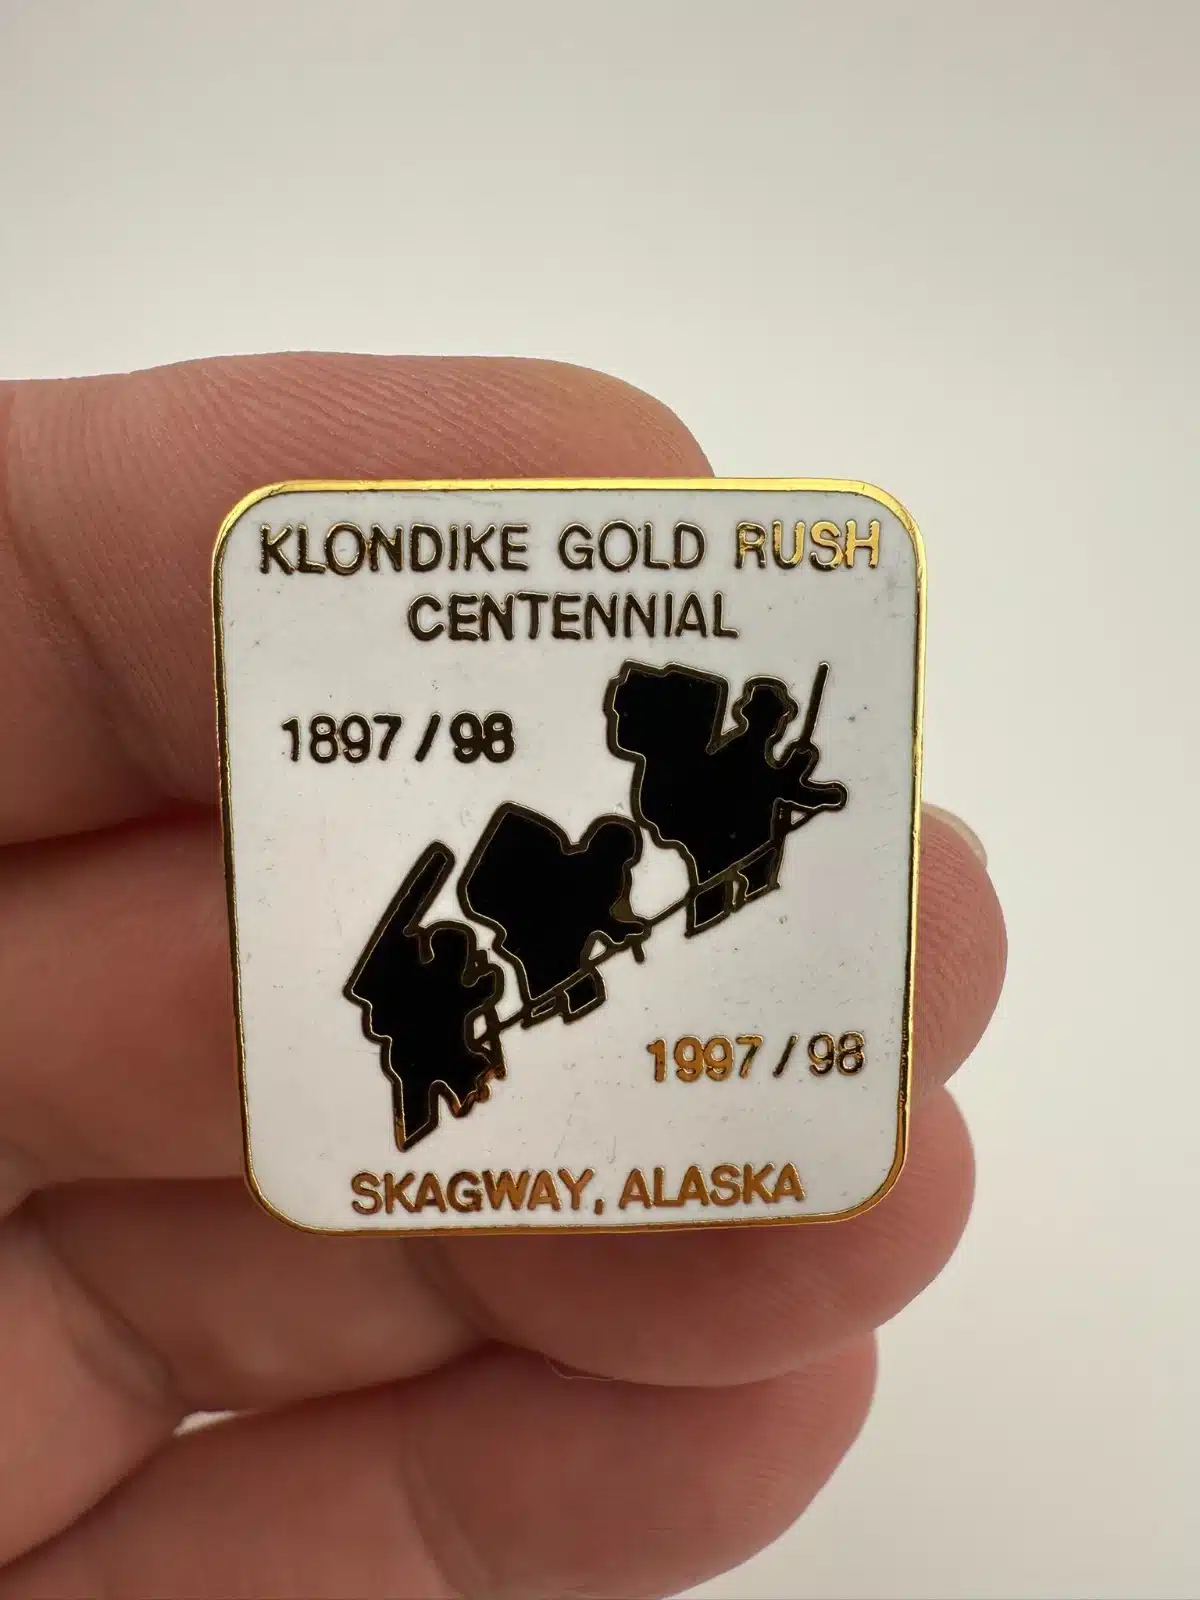 KLONDIKE GOLD RUSH
CENTENNIAL
1897/98
1997/98
SKAGWAY, ALASKA